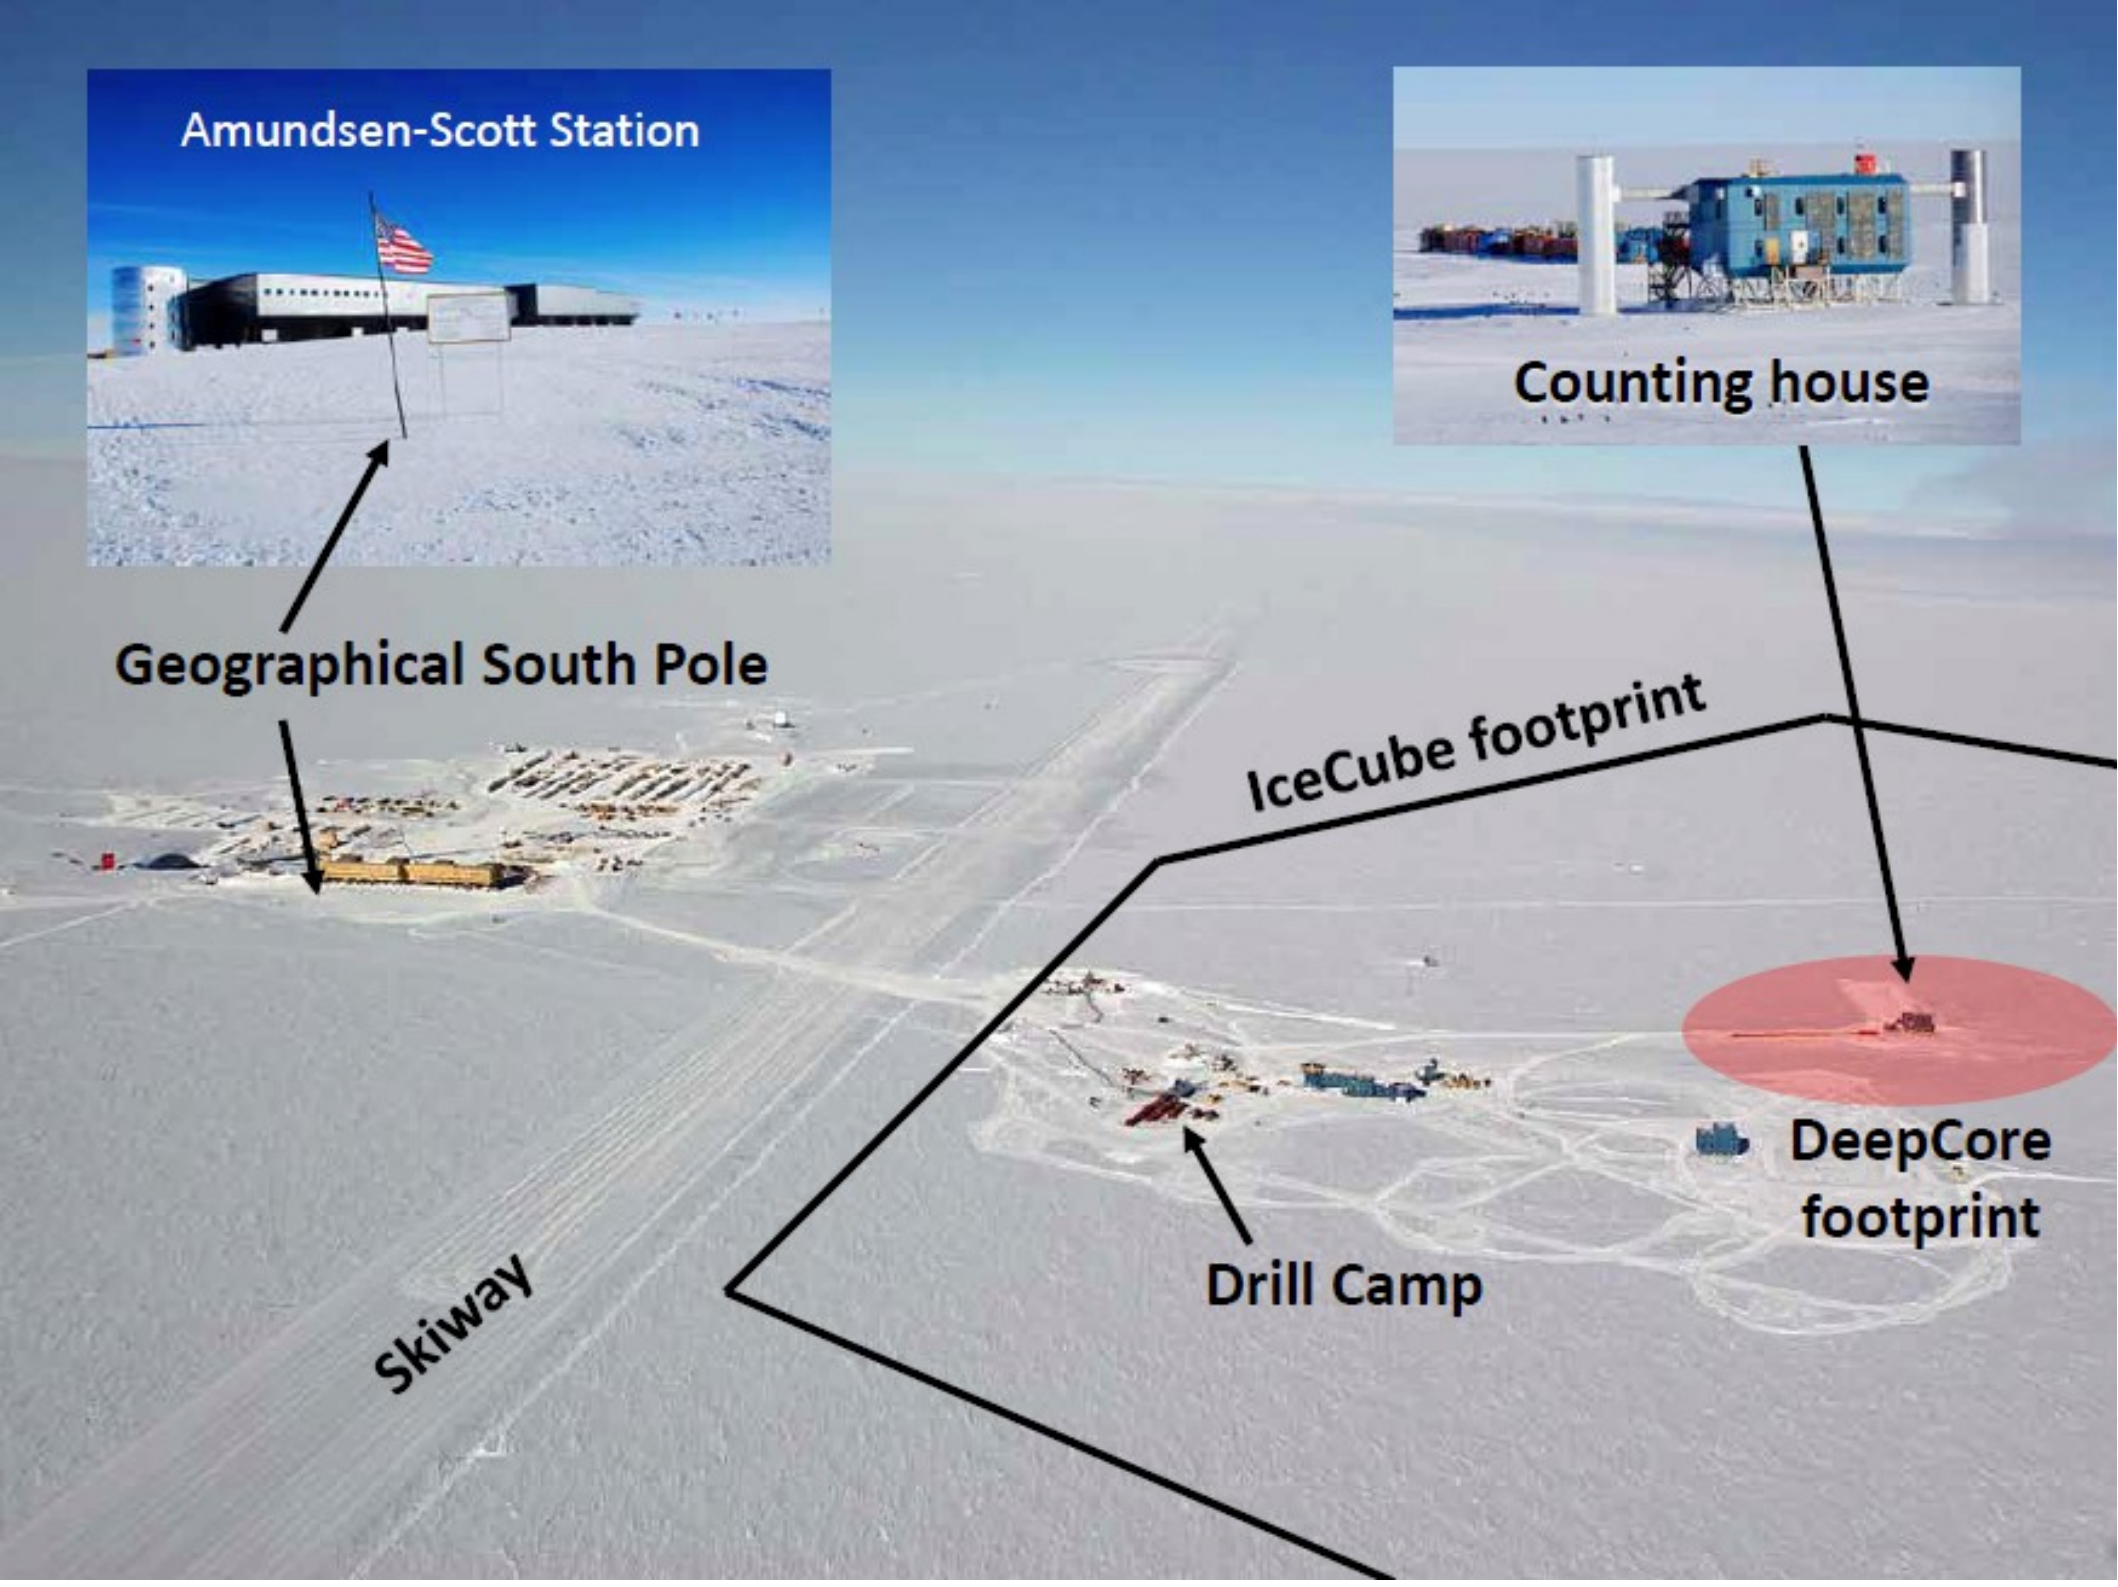 Amundsen-Scott Station
Counting house
Geographical South Pole
IceCube footprint
DeepCore
footprint
Drill Camp
Skiway